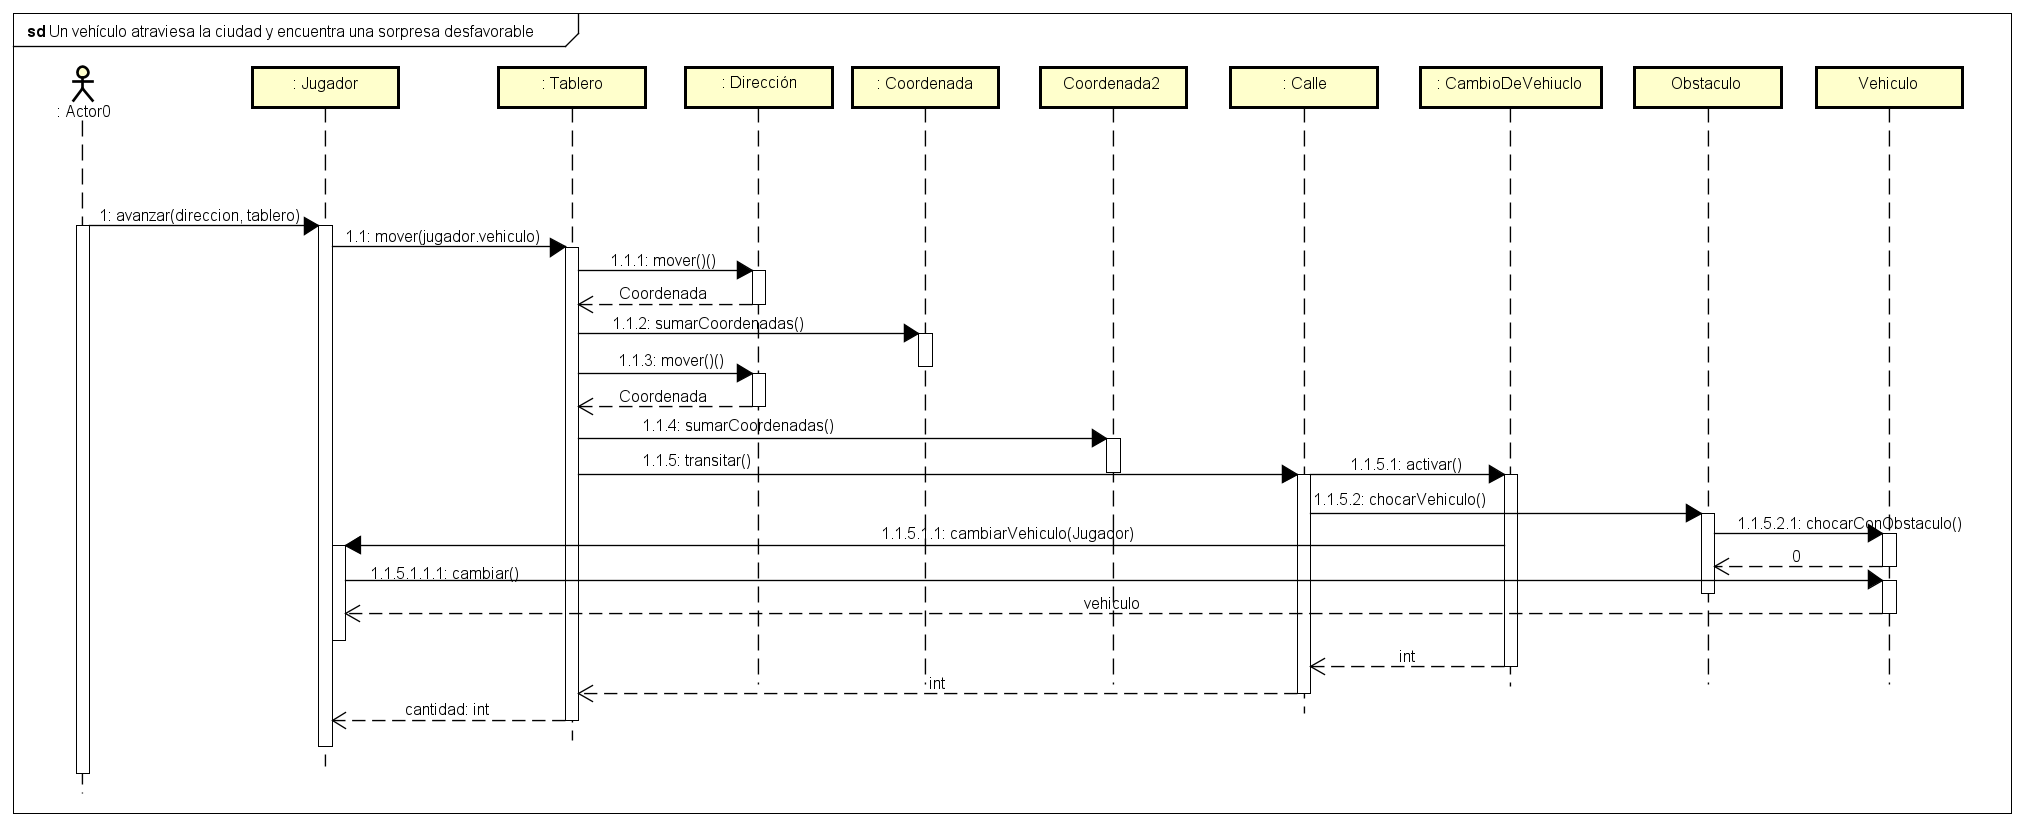 sd Un vehículo atraviesa la ciudad y encuentra una sorpresa desfavorable
: Actor0
: Jugador
: Tablero
: Dirección
: Coordenada
Coordenada2
: Calle
: CambioDeVehiuclo
Obstaculo
Vehiculo
1: avanzar(direccion, tablero)
1.1: mover(jugador.vehiculo)
1.1.1: mover()()
Coordenada
1.1.2: sumarCoordenadas()
1.1.3: mover()()
Coordenada
1.1.4: sumarCoordenadas()
1.1.5: transitar()
1.1.5.1: activar()
1.1.5.2: chocarVehiculo()
1.1.5.2.1: chocarConObstaculo()
1.1.5.1.1: cambiarVehiculo(Jugador)
0
1.1.5.1.1.1: cambiar()
vehiculo
int
int
cantidad: int